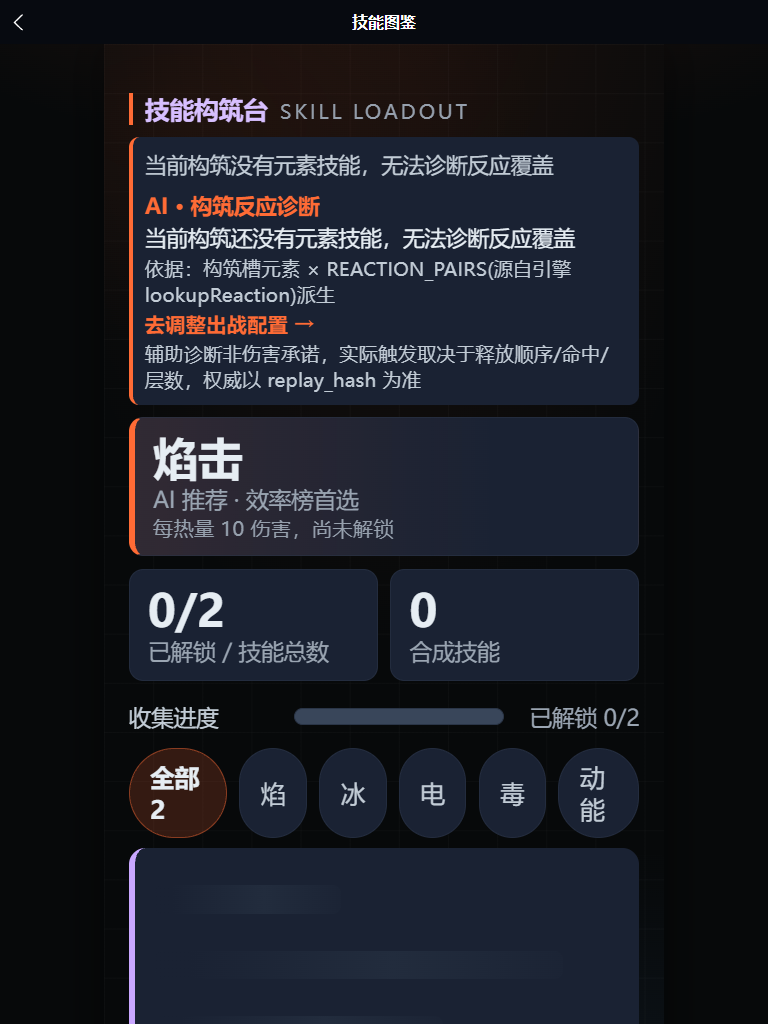 技能图鉴
技能构筑台 SKILL LOADOUT
当前构筑没有元素技能，无法诊断反应覆盖
AI • 构筑反应诊断
当前构筑还没有元素技能，无法诊断反应覆盖
依据：构筑槽元素 × REACTION_PAIRS(源自引擎
lookupReaction)派生
去调整出战配置 →
辅助诊断非伤害承诺，实际触发取决于释放顺序/命中/
层数，权威以 replay_hash 为准
焰击
AI 推荐 · 效率榜首选
每热量 10 伤害，尚未解锁
0/2
已解锁 / 技能总数
0
合成技能
收集进度
已解锁 0/2
全部
2
焰
冰
电
毒
动
能